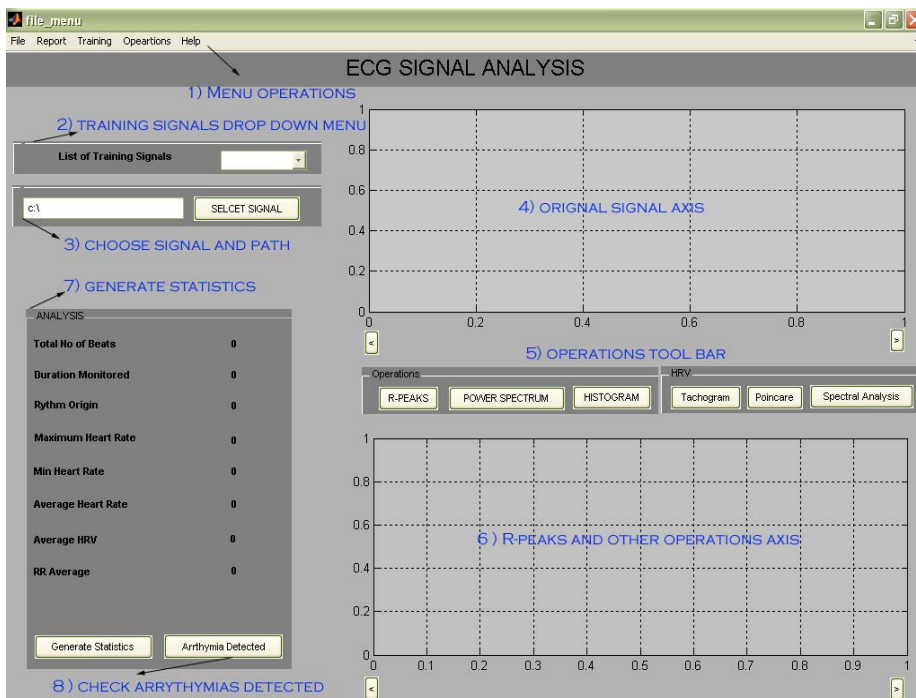 file_menu
File Report Training Opeartions Help
ECG SIGNAL ANALYSIS
1) MENU OPERATIONS
2) TRAINING SIGNALS DROP DOWN MENU
List of Training Signals
c:\ SELCET SIGNAL
3) CHOOSE SIGNAL AND PATH
7) GENERATE STATISTICS
ANALYSIS
Total No of Beats 0
Duration Monitored 0
Rythm Origin 0
Maximum Heart Rate 0
Min Heart Rate 0
Average Heart Rate 0
Average HRV 0
RR Average 0
Generate Statistics Arrthymia Detected
8) CHECK ARRYTHYMIAS DETECTED
1
0.8
0.6
4) ORIGNAL SIGNAL AXIS
0.4
0.2
0
0 0.2 0.4 0.6 0.8 1
< >
5) OPERATIONS TOOL BAR
Operations
R-PEAKS POWER SPECTRUM HISTOGRAM
HRV
Tachogram Poincare Spectral Analysis
1
0.8
0.6
6) R-PEAKS AND OTHER OPERATIONS AXIS
0.4
0.2
0
0 0.1 0.2 0.3 0.4 0.5 0.6 0.7 0.8 0.9 1
< >